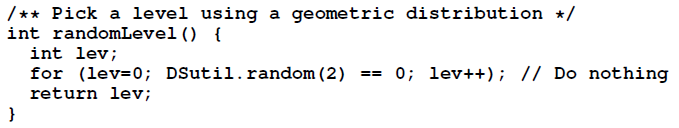 /** Pick a level using a geometric distribution */
int randomLevel() {
  int lev;
  for (lev=0; DSutil.random(2) == 0; lev++); // Do nothing
  return lev;
}